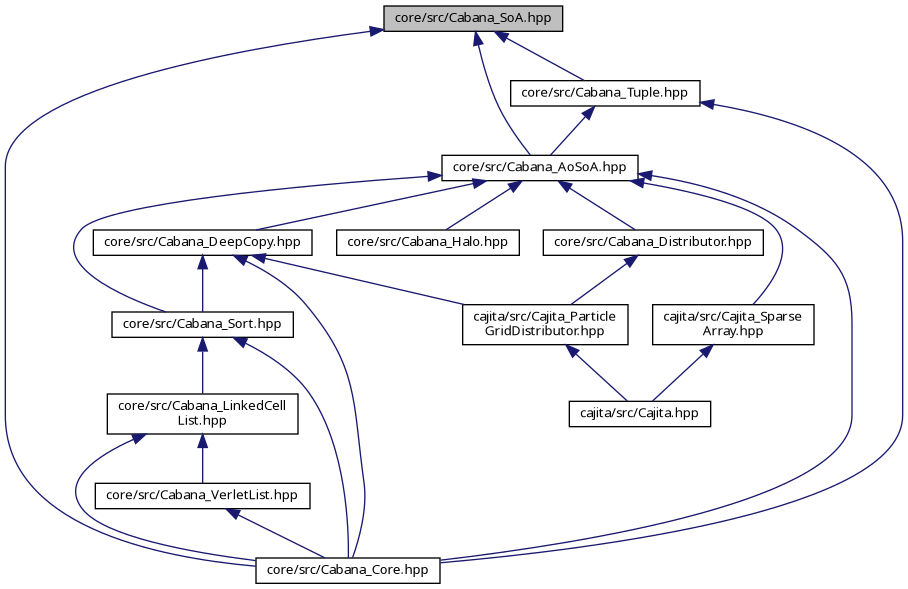 core/src/Cabana_SoA.hpp
core/src/Cabana_Tuple.hpp
core/src/Cabana_AoSoA.hpp
core/src/Cabana_DeepCopy.hpp
core/src/Cabana_Halo.hpp
core/src/Cabana_Distributor.hpp
core/src/Cabana_Sort.hpp
cajita/src/Cajita_Particle
GridDistributor.hpp
cajita/src/Cajita_Sparse
Array.hpp
core/src/Cabana_LinkedCell
List.hpp
cajita/src/Cajita.hpp
core/src/Cabana_VerletList.hpp
core/src/Cabana_Core.hpp